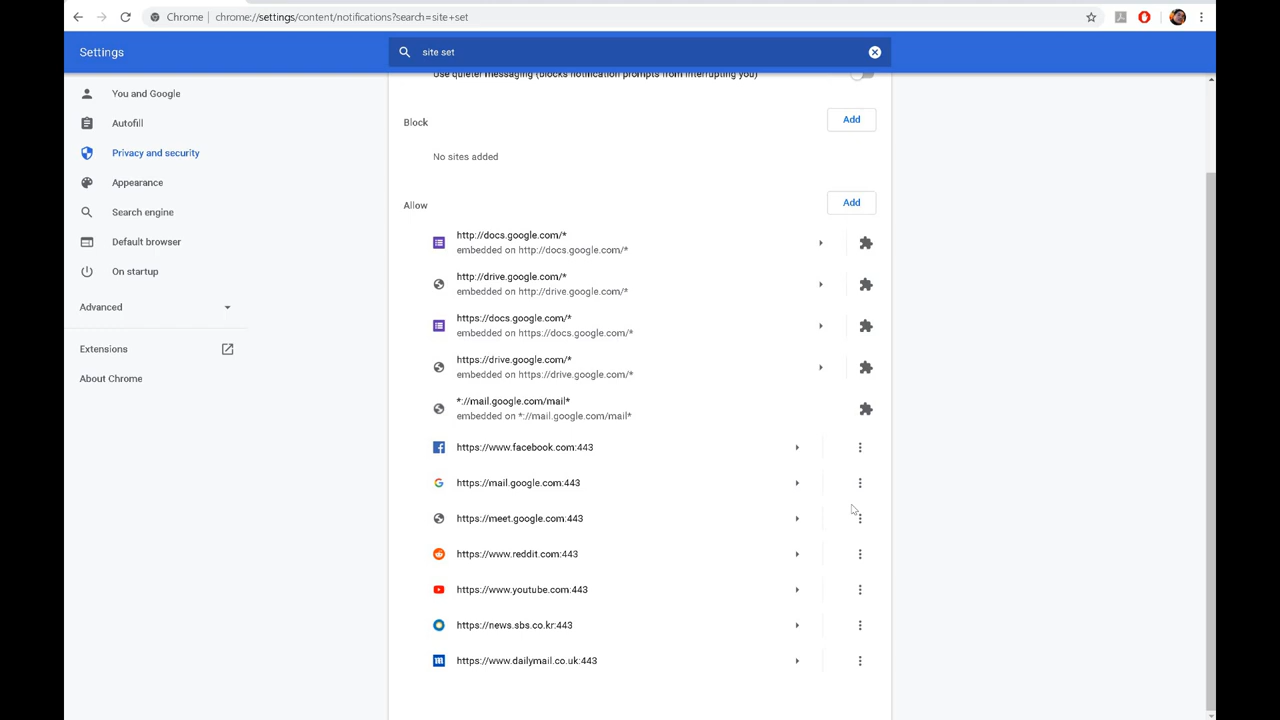 Chrome | chrome://settings/content/notifications?search=site+set
Settings
site set
Use quieter messaging (blocks notification prompts from interrupting you)
You and Google
Autofill
Privacy and security
Appearance
Search engine
Default browser
On startup
Advanced
Extensions
About Chrome
Block
Add
No sites added
Allow
Add
http://docs.google.com/*
embedded on http://docs.google.com/*
http://drive.google.com/*
embedded on http://drive.google.com/*
https://docs.google.com/*
embedded on https://docs.google.com/*
https://drive.google.com/*
embedded on https://drive.google.com/*
*://mail.google.com/mail*
embedded on *://mail.google.com/mail*
https://www.facebook.com:443
https://mail.google.com:443
https://meet.google.com:443
https://www.reddit.com:443
https://www.youtube.com:443
https://news.sbs.co.kr:443
https://www.dailymail.co.uk:443